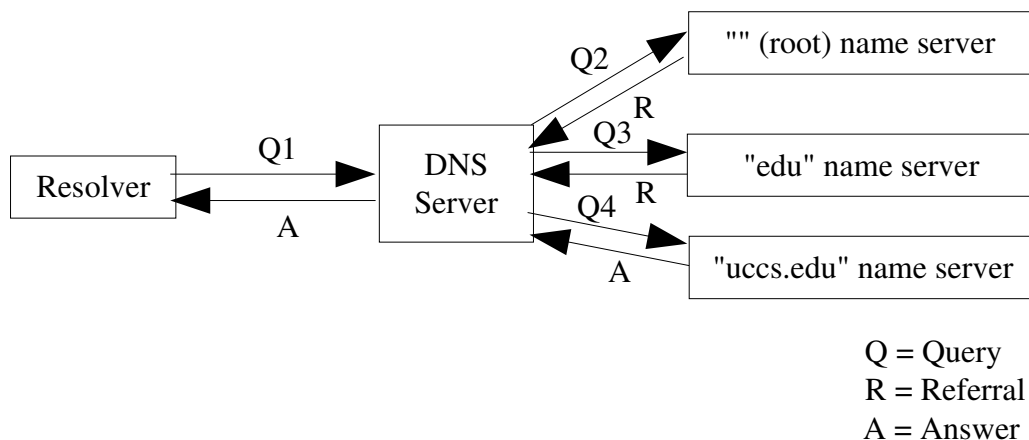 "" (root) name server
Q2
R
Q3
DNS
Server
Q1
Resolver
A
"edu" name server
R
Q4
A
"uccs.edu" name server
Q = Query
R = Referral
A = Answer